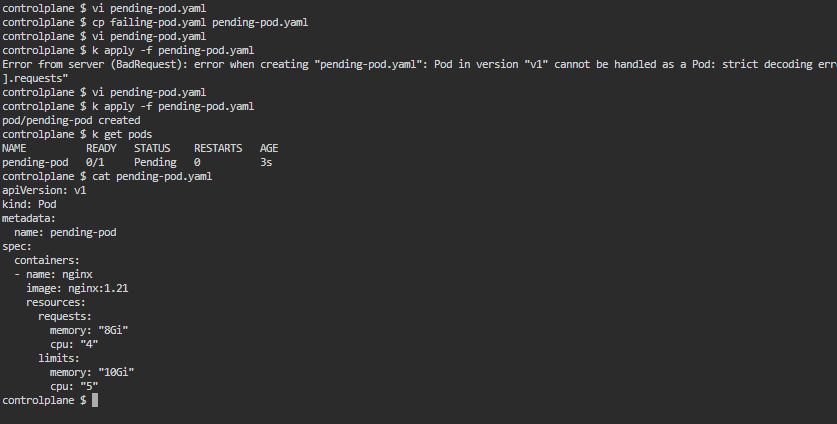 controlplane $ vi pending-pod.yaml
controlplane $ cp failing-pod.yaml pending-pod.yaml
controlplane $ vi pending-pod.yaml
controlplane $ k apply -f pending-pod.yaml
Error from server (BadRequest): error when creating "pending-pod.yaml": Pod in version "v1" cannot be handled as a Pod: strict decoding err
].requests"
controlplane $ vi pending-pod.yaml
controlplane $ k apply -f pending-pod.yaml
pod/pending-pod created
controlplane $ k get pods
NAME          READY   STATUS    RESTARTS   AGE
pending-pod   0/1     Pending   0          3s
controlplane $ cat pending-pod.yaml
apiVersion: v1
kind: Pod
metadata:
  name: pending-pod
spec:
  containers:
  - name: nginx
    image: nginx:1.21
    resources:
      requests:
        memory: "8Gi"
        cpu: "4"
      limits:
        memory: "10Gi"
        cpu: "5"
controlplane $